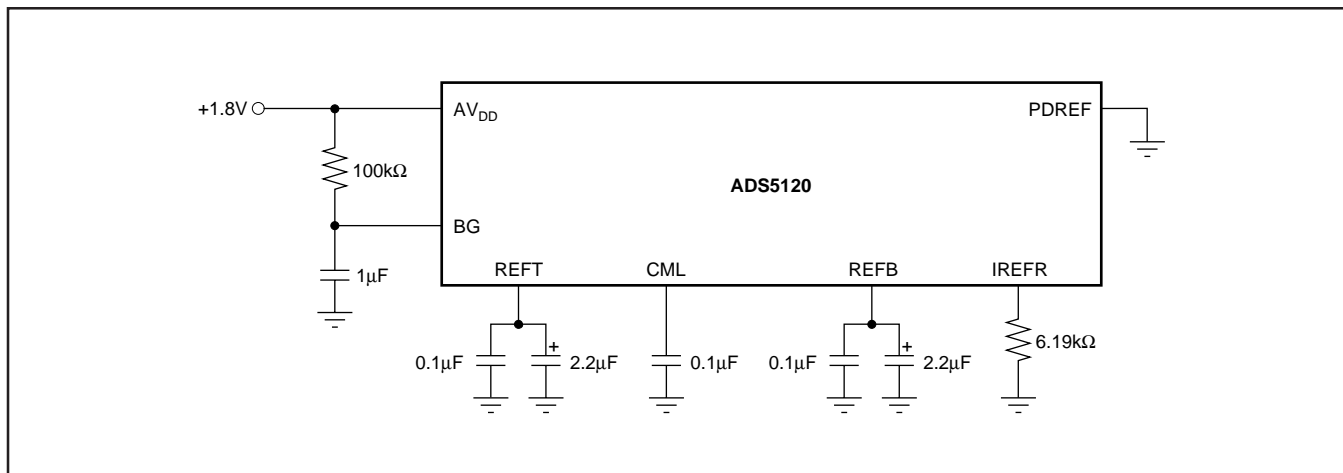 +1.8V
AVDD
PDREF
100kΩ
ADS5120
BG
1μF
REFT
CML
REFB
IREFR
0.1μF
+
2.2μF
0.1μF
0.1μF
+
2.2μF
6.19kΩ